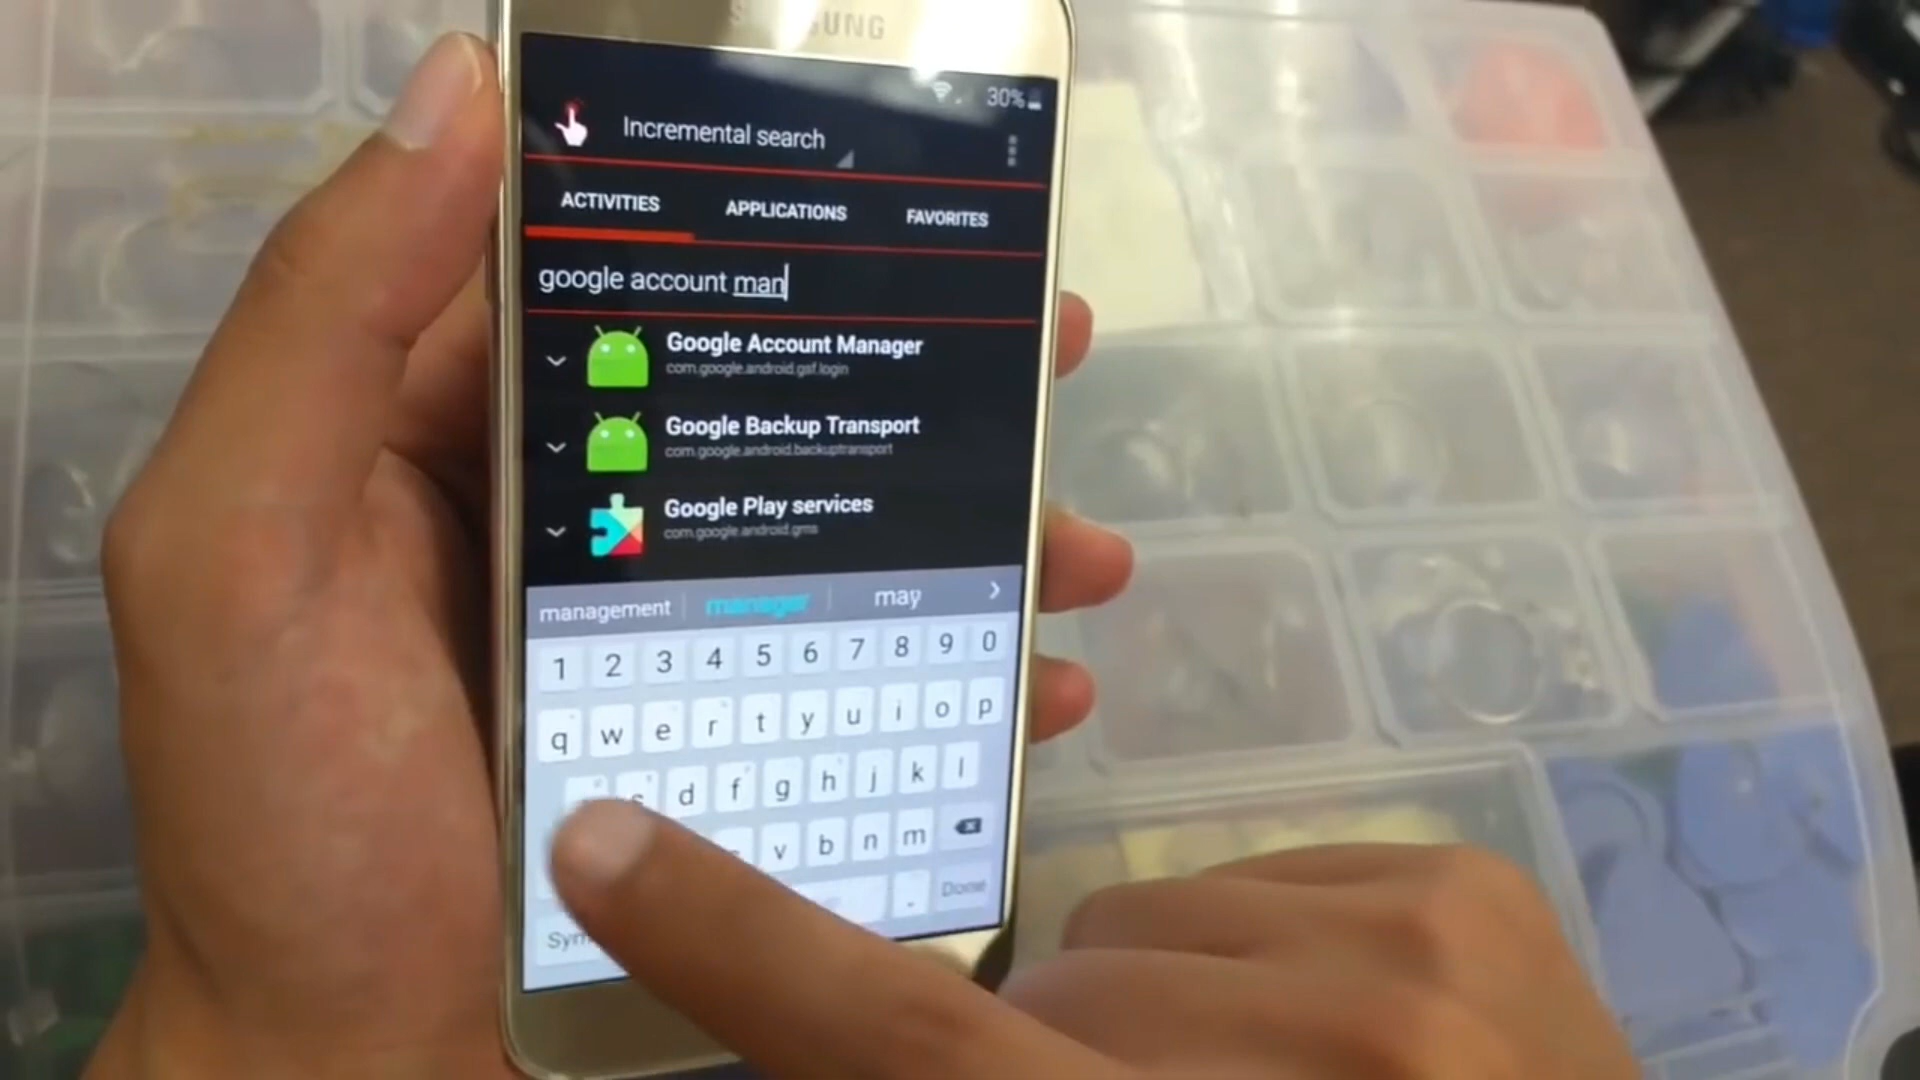 SAMSUNG
30%
Incremental search
ACTIVITIES APPLICATIONS FAVORITES
google account man
Google Account Manager
com.google.android.gsf.login
Google Backup Transport
com.google.android.backuptransport
Google Play services
com.google.android.gms
management manager may
1 2 3 4 5 6 7 8 9 0
q w e r t y u i o p
s d f g h j k l
v b n m
Sym . Done